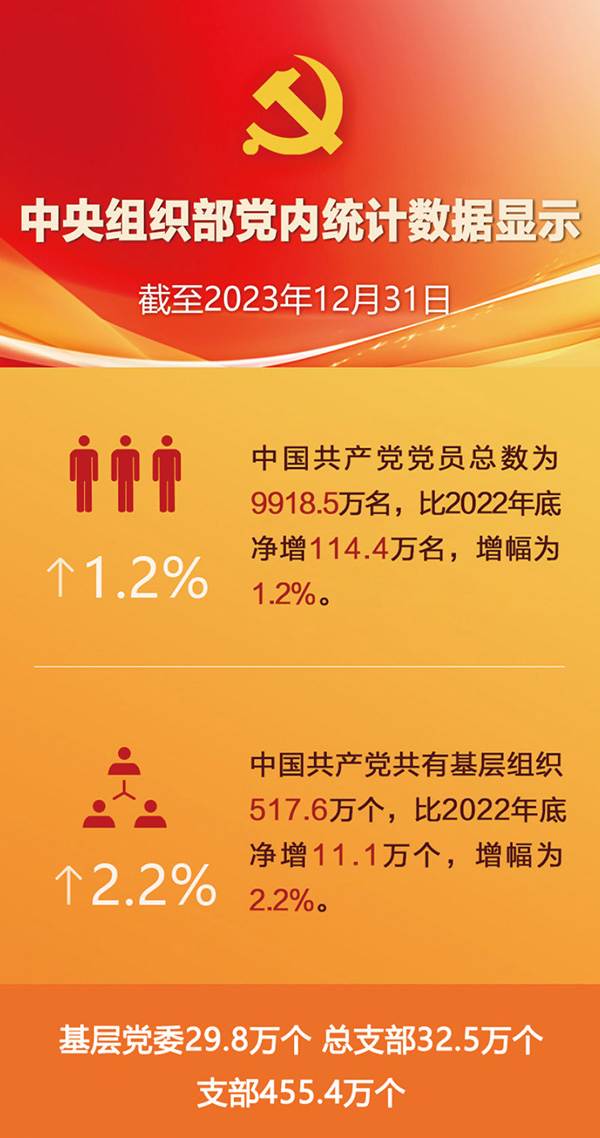 中央组织部党内统计数据显示
截至2023年12月31日
中国共产党党员总数为
9918.5万名，比2022年底
净增114.4万名，增幅为
1.2%。
↑1.2%
中国共产党共有基层组织
517.6万个，比2022年底
净增11.1万个，增幅为
2.2%。
↑2.2%
基层党委29.8万个 总支部32.5万个
支部455.4万个